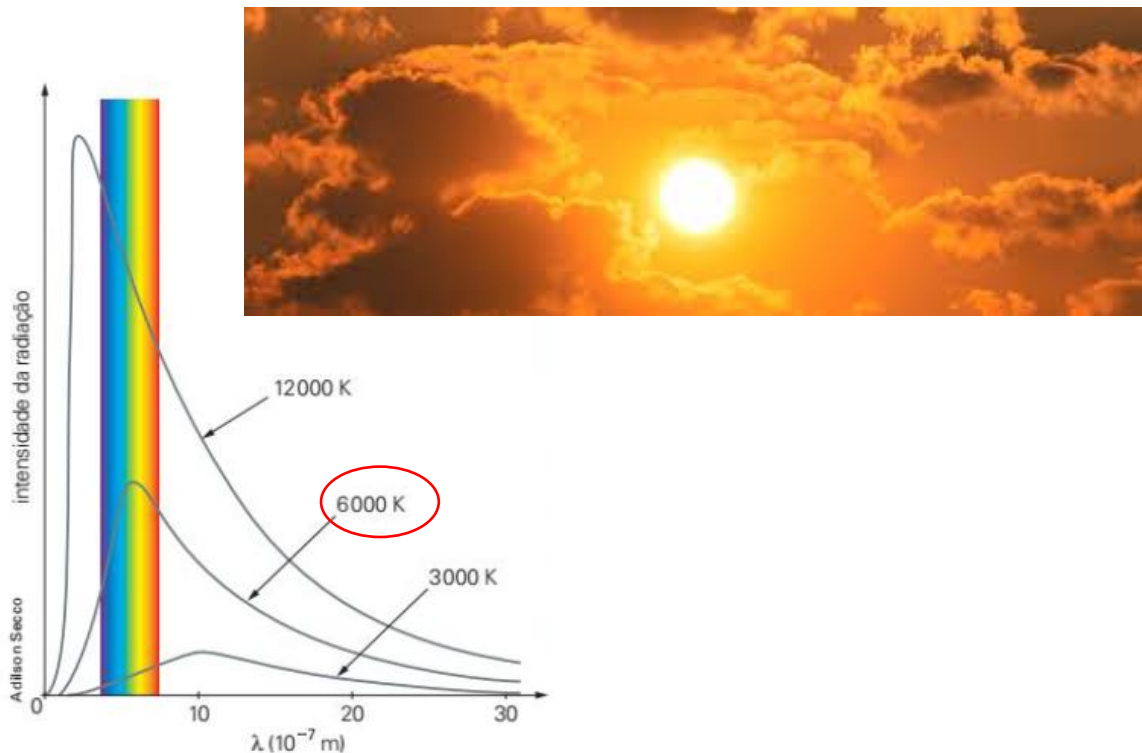 intensidade da radiação
12000 K
6000 K
3000 K
Adilson Secco
0
10
20
30
λ (10⁻⁷ m)